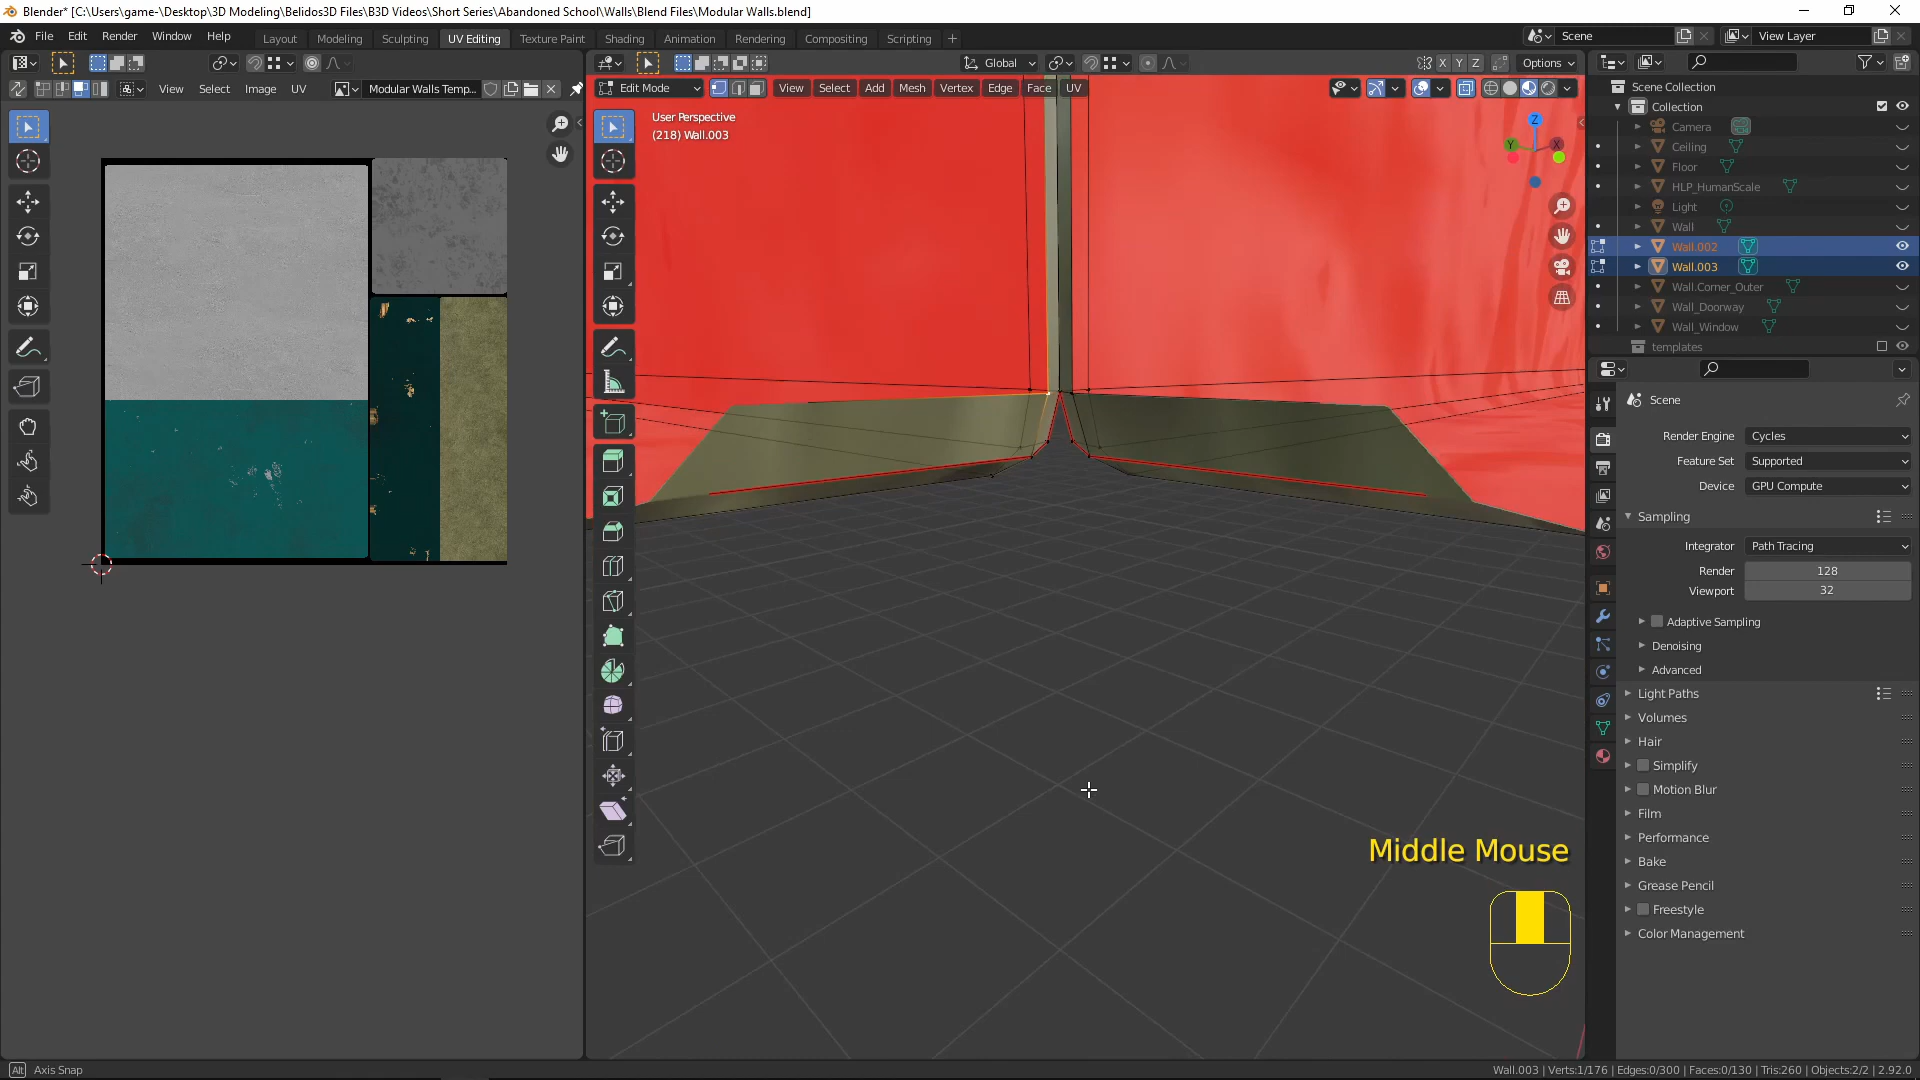 Blender* [C:\Users\game-\Desktop\3D Modeling\Belidos3D Files\B3D Videos\Short Series\Abandoned School\Walls\Blend Files\Modular Walls.blend]
File Edit Render Window Help Layout Modeling Sculpting UV Editing Texture Paint Shading Animation Rendering Compositing Scripting + Scene View Layer
Global X Y Z Options
View Select Image UV Modular Walls Temp... Edit Mode View Select Add Mesh Vertex Edge Face UV
User Perspective
(218) Wall.003
Z
Y
X
Scene Collection
Collection
Camera
Ceiling
Floor
HLP_HumanScale
Light
Wall
Wall.002
Wall.003
Wall.Corner_Outer
Wall_Doorway
Wall_Window
templates
Scene
Render Engine Cycles
Feature Set Supported
Device GPU Compute
Sampling
Integrator Path Tracing
Render 128
Viewport 32
Adaptive Sampling
Denoising
Advanced
Light Paths
Volumes
Hair
Simplify
Motion Blur
Film
Performance
Bake
Grease Pencil
Freestyle
Color Management
Middle Mouse
Alt Axis Snap
Wall.003 | Verts:1/176 | Edges:0/300 | Faces:0/130 | Tris:260 | Objects:2/2 | 2.92.0